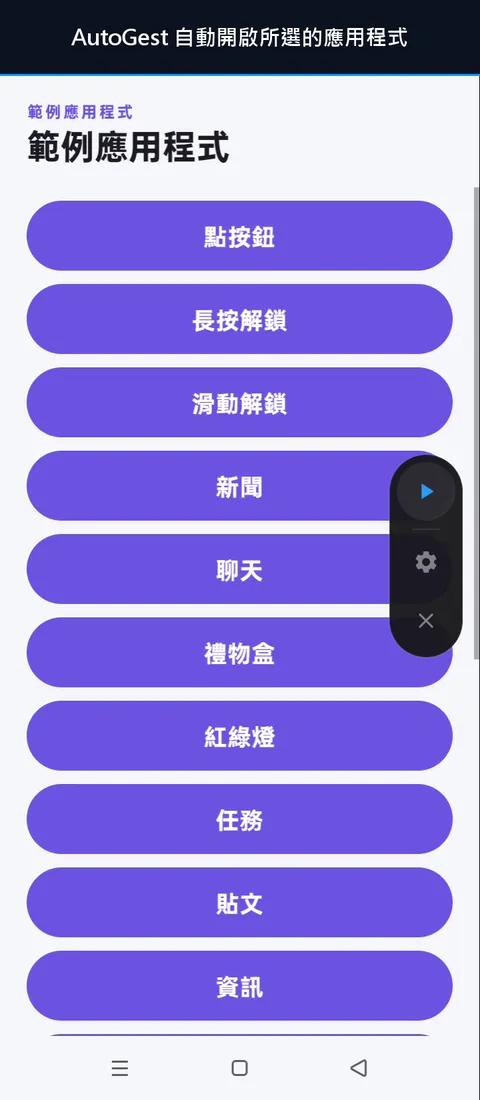 AutoGest 自動開啟所選的應用程式
範例應用程式
範例應用程式
點按鈕
長按解鎖
滑動解鎖
新聞
聊天
禮物盒
紅綠燈
任務
貼文
資訊